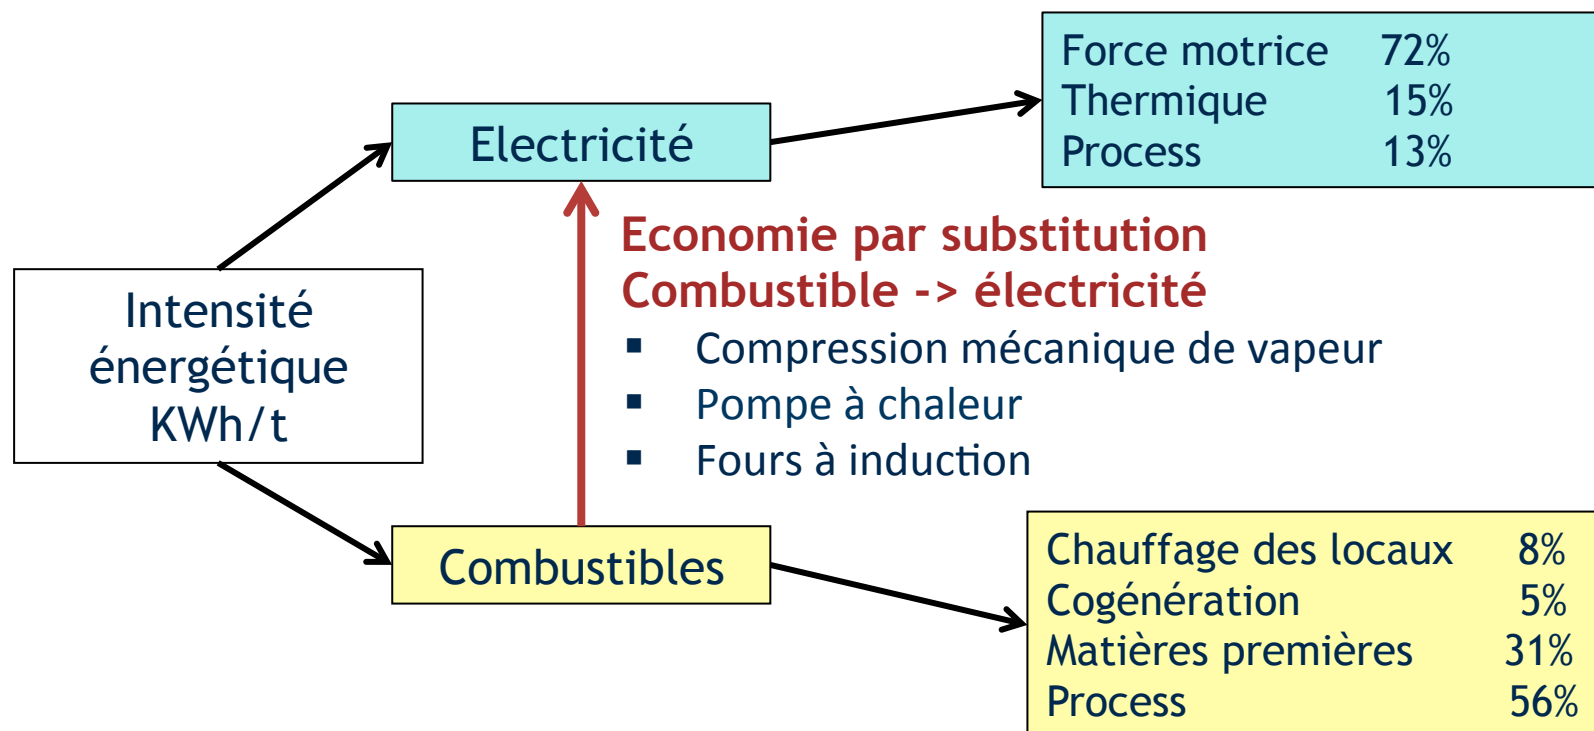 Force motrice 72%
Thermique 15%
Process 13%
Electricité
Economie par substitution
Combustible -> électricité
▪ Compression mécanique de vapeur
▪ Pompe à chaleur
▪ Fours à induction
Intensité
énergétique
KWh/t
Combustibles
Chauffage des locaux 8%
Cogénération 5%
Matières premières 31%
Process 56%